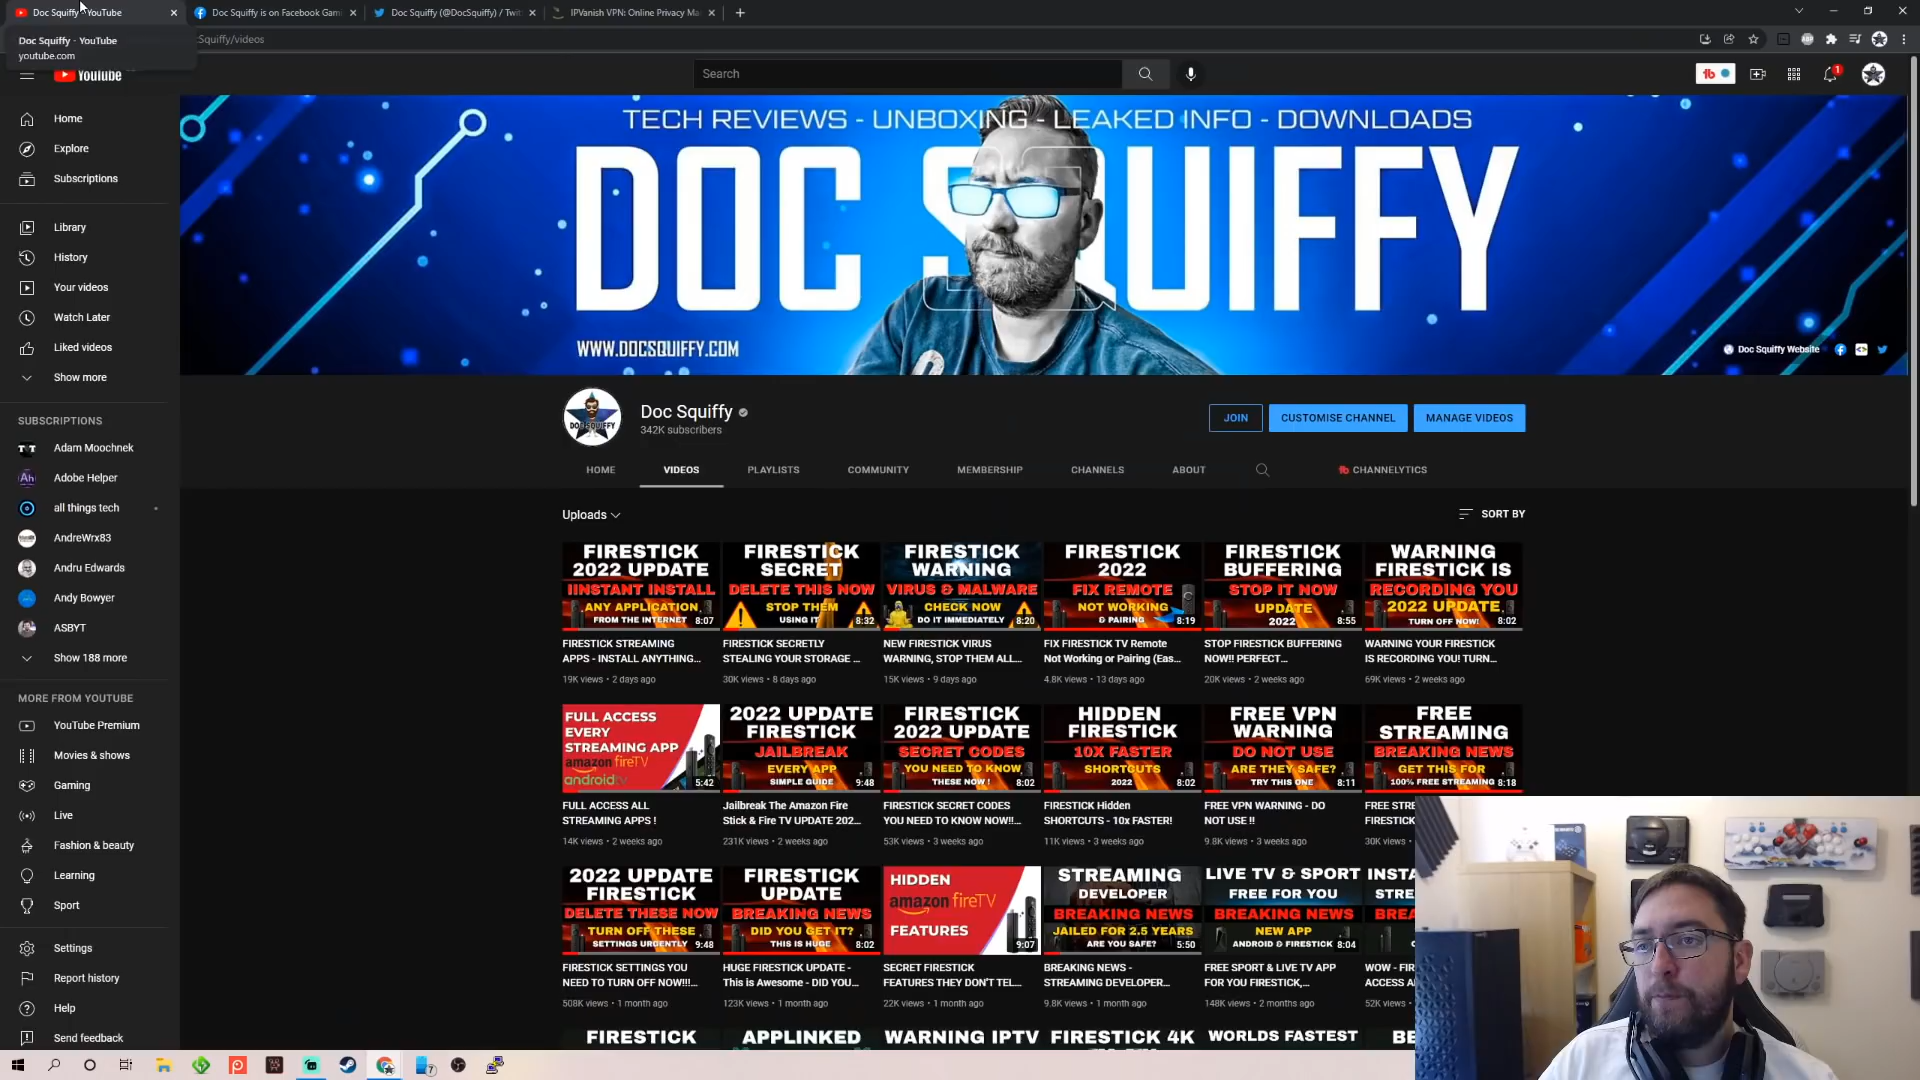 Doc Squiffy - YouTube
Doc Squiffy is on Facebook Gami
Doc Squiffy (@DocSquiffy) / Twit
IPVanish VPN: Online Privacy Ma
Doc Squiffy - YouTube
youtube.com
Squiffy/videos
YouTube
Search
1
Home
Explore
Subscriptions
Library
History
Your videos
Watch Later
Liked videos
Show more
SUBSCRIPTIONS
Adam Moochnek
Adobe Helper
all things tech
AndreWrx83
Andru Edwards
Andy Bowyer
ASBYT
Show 188 more
MORE FROM YOUTUBE
YouTube Premium
Movies & shows
Gaming
Live
Fashion & beauty
Learning
Sport
Settings
Report history
Help
Send feedback
TECH REVIEWS - UNBOXING - LEAKED INFO - DOWNLOADS
DOC SQUIFFY
WWW.DOCSQUIFFY.COM
Doc Squiffy Website
DOC SQUIFFY
Doc Squiffy
342K subscribers
JOIN
CUSTOMISE CHANNEL
MANAGE VIDEOS
HOME
VIDEOS
PLAYLISTS
COMMUNITY
MEMBERSHIP
CHANNELS
ABOUT
CHANNELYTICS
Uploads
SORT BY
FIRESTICK
2022 UPDATE
IINSTANT INSTALL
ANY APPLICATION
FROM THE INTERNET
8:07
FIRESTICK STREAMING
APPS - INSTALL ANYTHING...
19K views • 2 days ago
FIRESTICK
SECRET
DELETE THIS NOW
STOP THEM
USING IT
8:32
FIRESTICK SECRETLY
STEALING YOUR STORAGE ...
30K views • 8 days ago
FIRESTICK
WARNING
VIRUS & MALWARE
CHECK NOW
DO IT IMMEDIATELY
8:20
NEW FIRESTICK VIRUS
WARNING, STOP THEM ALL...
15K views • 9 days ago
FIRESTICK
2022
FIX REMOTE
NOT WORKING
& PAIRING
8:19
FIX FIRESTICK TV Remote
Not Working or Pairing (Eas...
4.8K views • 13 days ago
FIRESTICK
BUFFERING
STOP IT NOW
UPDATE
2022
8:55
STOP FIRESTICK BUFFERING
NOW!! PERFECT...
20K views • 2 weeks ago
WARNING
FIRESTICK IS
RECORDING YOU
2022 UPDATE
TURN OFF NOW!
8:02
WARNING YOUR FIRESTICK
IS RECORDING YOU! TURN...
69K views • 2 weeks ago
FULL ACCESS
EVERY
STREAMING APP
amazon fireTV
androidtv
5:42
FULL ACCESS ALL
STREAMING APPS !
14K views • 2 weeks ago
2022 UPDATE
FIRESTICK
JAILBREAK
EVERY APP
SIMPLE GUIDE
9:48
Jailbreak The Amazon Fire
Stick & Fire TV UPDATE 202...
231K views • 2 weeks ago
FIRESTICK
2022 UPDATE
SECRET CODES
YOU NEED TO KNOW
THESE NOW !
8:02
FIRESTICK SECRET CODES
YOU NEED TO KNOW NOW!!...
53K views • 3 weeks ago
HIDDEN
FIRESTICK
10X FASTER
SHORTCUTS
2022
8:02
FIRESTICK Hidden
SHORTCUTS - 10x FASTER!
11K views • 3 weeks ago
FREE VPN
WARNING
DO NOT USE
ARE THEY SAFE?
TRY THIS ONE
8:11
FREE VPN WARNING - DO
NOT USE !!
9.8K views • 3 weeks ago
FREE
STREAMING
BREAKING NEWS
GET THIS FOR
100% FREE STREAMING
8:18
FREE STRE
FIRESTICK
30K views
2022 UPDATE
FIRESTICK
DELETE THESE NOW
TURN OFF THESE
SETTINGS URGENTLY
9:48
FIRESTICK SETTINGS YOU
NEED TO TURN OFF NOW!!!...
508K views • 1 month ago
FIRESTICK
UPDATE
BREAKING NEWS
DID YOU GET IT?
THIS IS HUGE
8:02
HUGE FIRESTICK UPDATE -
This is Awesome - DID YOU...
123K views • 1 month ago
HIDDEN
amazon fireTV
FEATURES
9:07
SECRET FIRESTICK
FEATURES THEY DON'T TEL...
22K views • 1 month ago
STREAMING
DEVELOPER
BREAKING NEWS
JAILED FOR 2.5 YEARS
ARE YOU SAFE?
5:50
BREAKING NEWS -
STREAMING DEVELOPER...
9.8K views • 1 month ago
LIVE TV & SPORT
FREE FOR YOU
BREAKING NEWS
NEW APP
ANDROID & FIRESTICK
8:04
FREE SPORT & LIVE TV APP
FOR YOU FIRESTICK,...
148K views • 2 months ago
INSTA
STREA
BREA
WOW - FIR
ACCESS A
52K views
FIRESTICK
APPLINKED
WARNING IPTV
FIRESTICK 4K
WORLDS FASTEST
BE
7